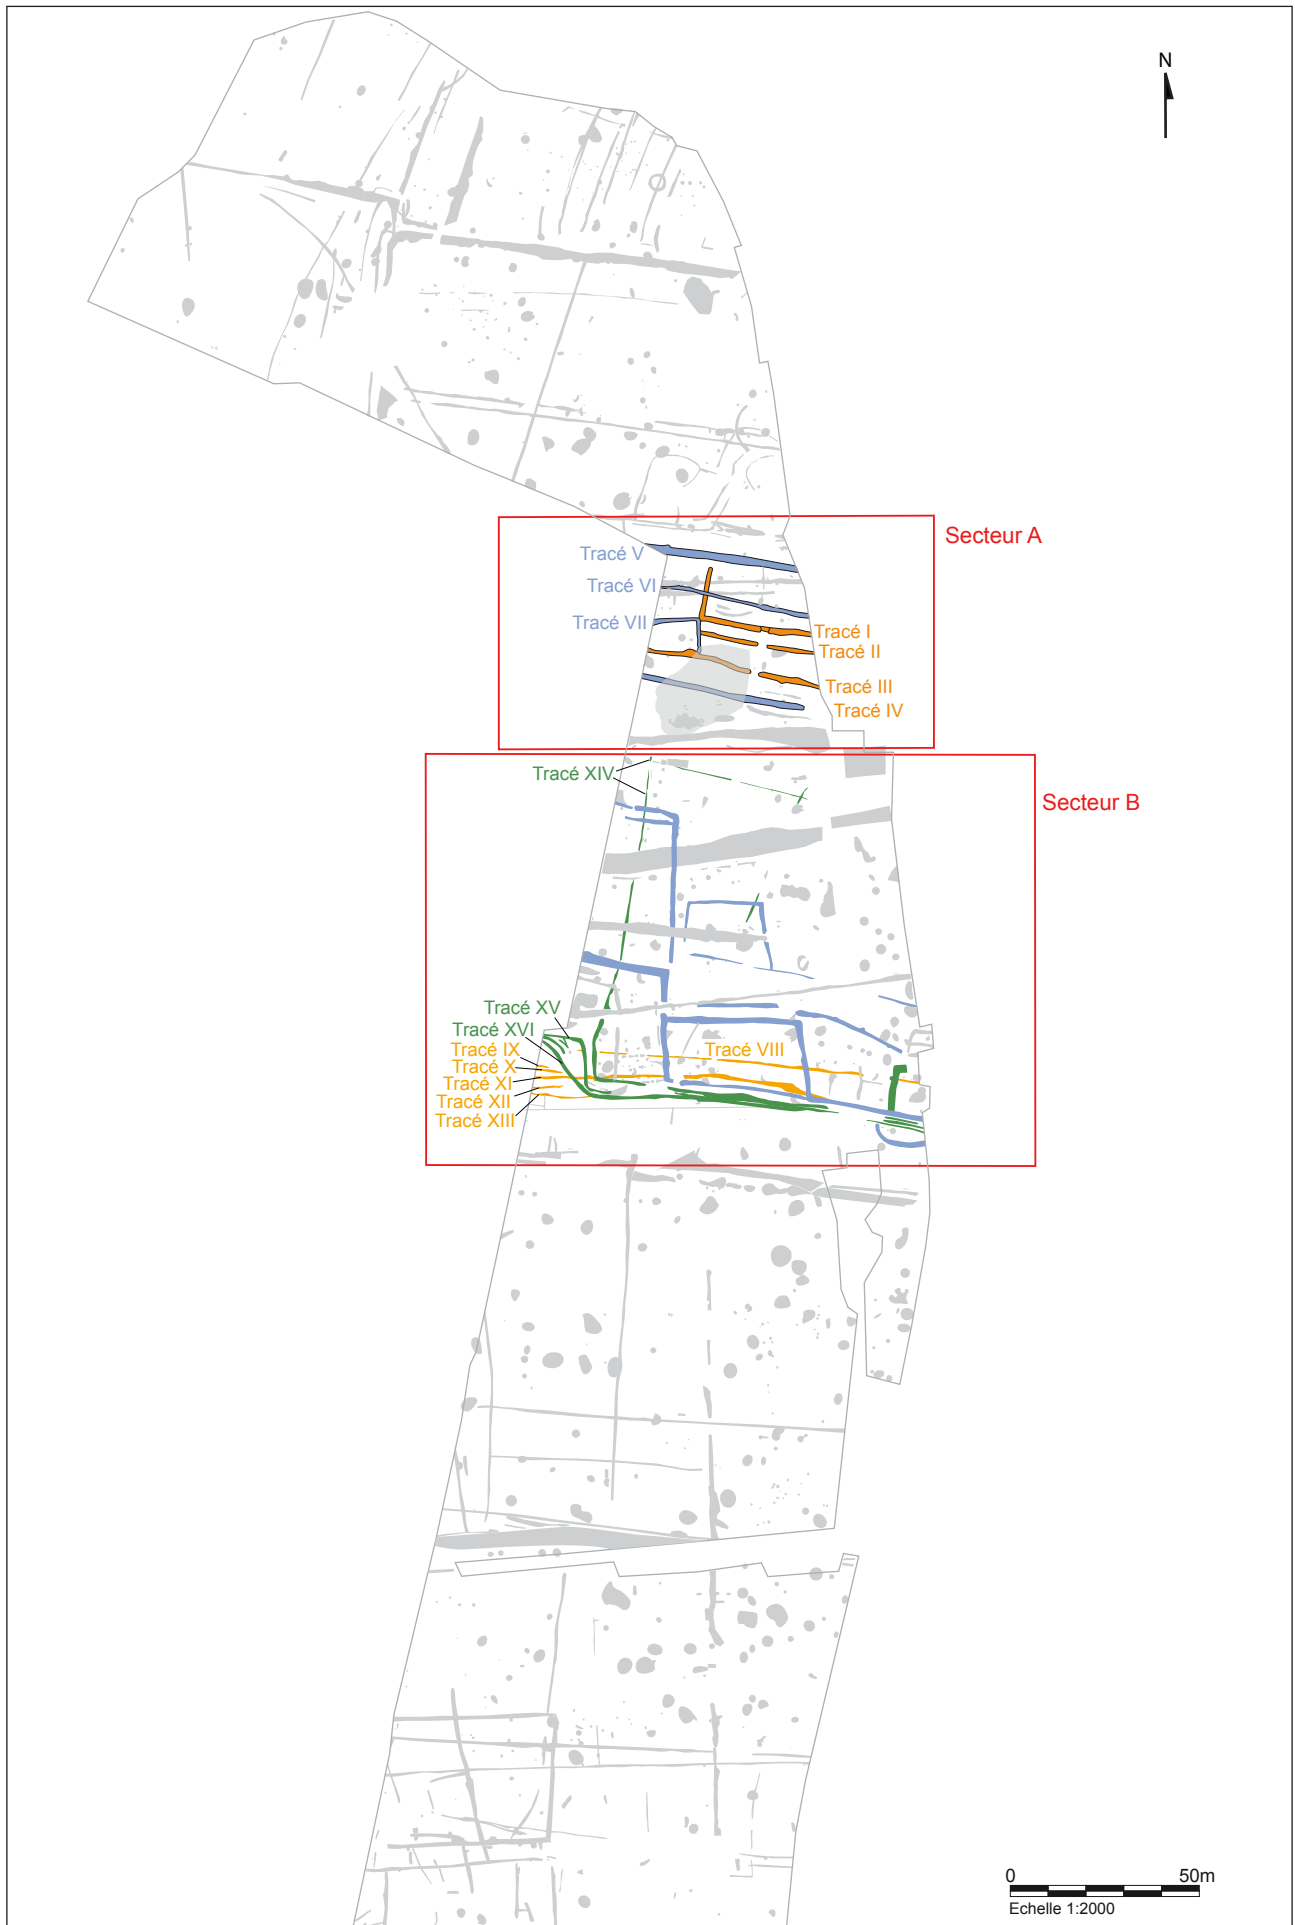 N
Secteur A
Tracé V
Tracé VI
Tracé VII
Tracé I
Tracé II
Tracé III
Tracé IV
Tracé XIV
Secteur B
Tracé XV
Tracé XVI
Tracé IX
Tracé VIII
Tracé X
Tracé XI
Tracé XII
Tracé XIII
0 50m
Echelle 1:2000